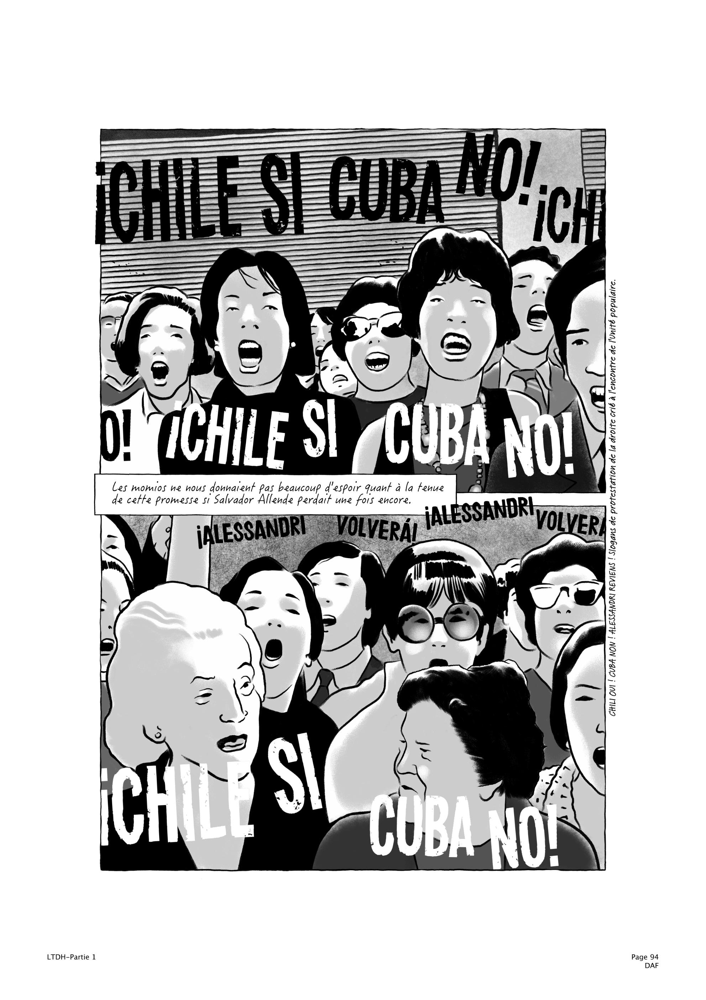 ¡CHILE SI CUBA NO! ¡CHI
O! ¡CHILE SI CUBA NO!
Les momios ne nous donnaient pas beaucoup d'espoir quant à la tenue
de cette promesse si Salvador Allende perdait une fois encore.
¡ALESSANDRI VOLVERÁ! ¡ALESSANDRI VOLVERA
¡CHILE SI CUBA NO!
CHILI OUI ! CUBA NON ! ALESSANDRI REVIENS ! Slogans de protestation de la droite crié à l'encontre de l'Unité populaire.
LTDH-Partie 1
Page 94
DAF